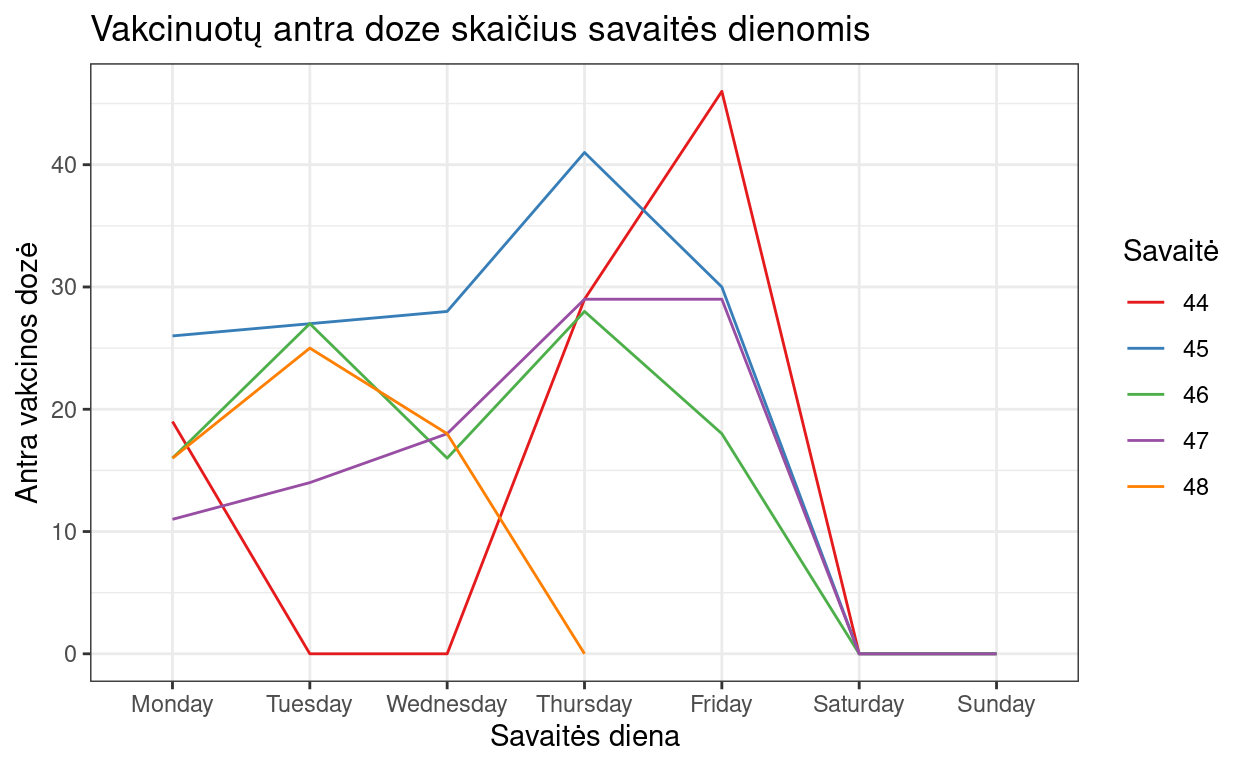 Vakcinuotų antra doze skaičius savaitės dienomis
Antra vakcinos dozė
40
30
20
10
0
Monday Tuesday Wednesday Thursday Friday Saturday Sunday
Savaitės diena
Savaitė
44
45
46
47
48